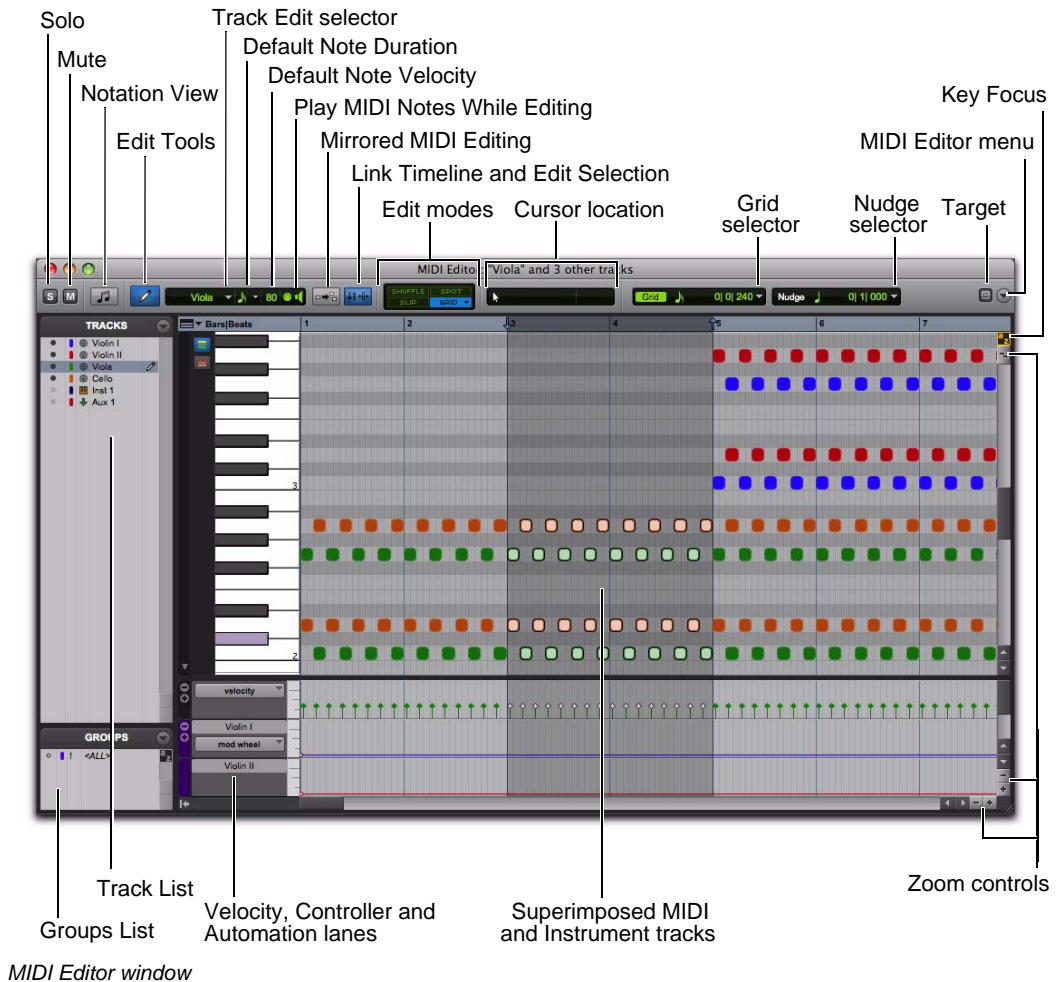 Solo
Track Edit selector
Mute
Default Note Duration
Default Note Velocity
Notation View
Play MIDI Notes While Editing
Key Focus
Edit Tools
Mirrored MIDI Editing
MIDI Editor menu
Link Timeline and Edit Selection
Edit modes
Cursor location
Grid
selector
Nudge
selector
Target
MIDI Editor: "Viola" and 3 other tracks
S M Viola 80
SHUFFLE SPOT
SLIP GRID
Grid 0| 0| 240
Nudge 0| 1| 000
TRACKS
Bars|Beats 1 2 3 4 5 6 7
Violin I
Violin II
Viola
Cello
Inst 1
Aux 1
3
2
velocity
Violin I
mod wheel
Violin II
GROUPS
1 <ALL>
a z
Track List
Groups List
Velocity, Controller and
Automation lanes
Superimposed MIDI
and Instrument tracks
Zoom controls
MIDI Editor window